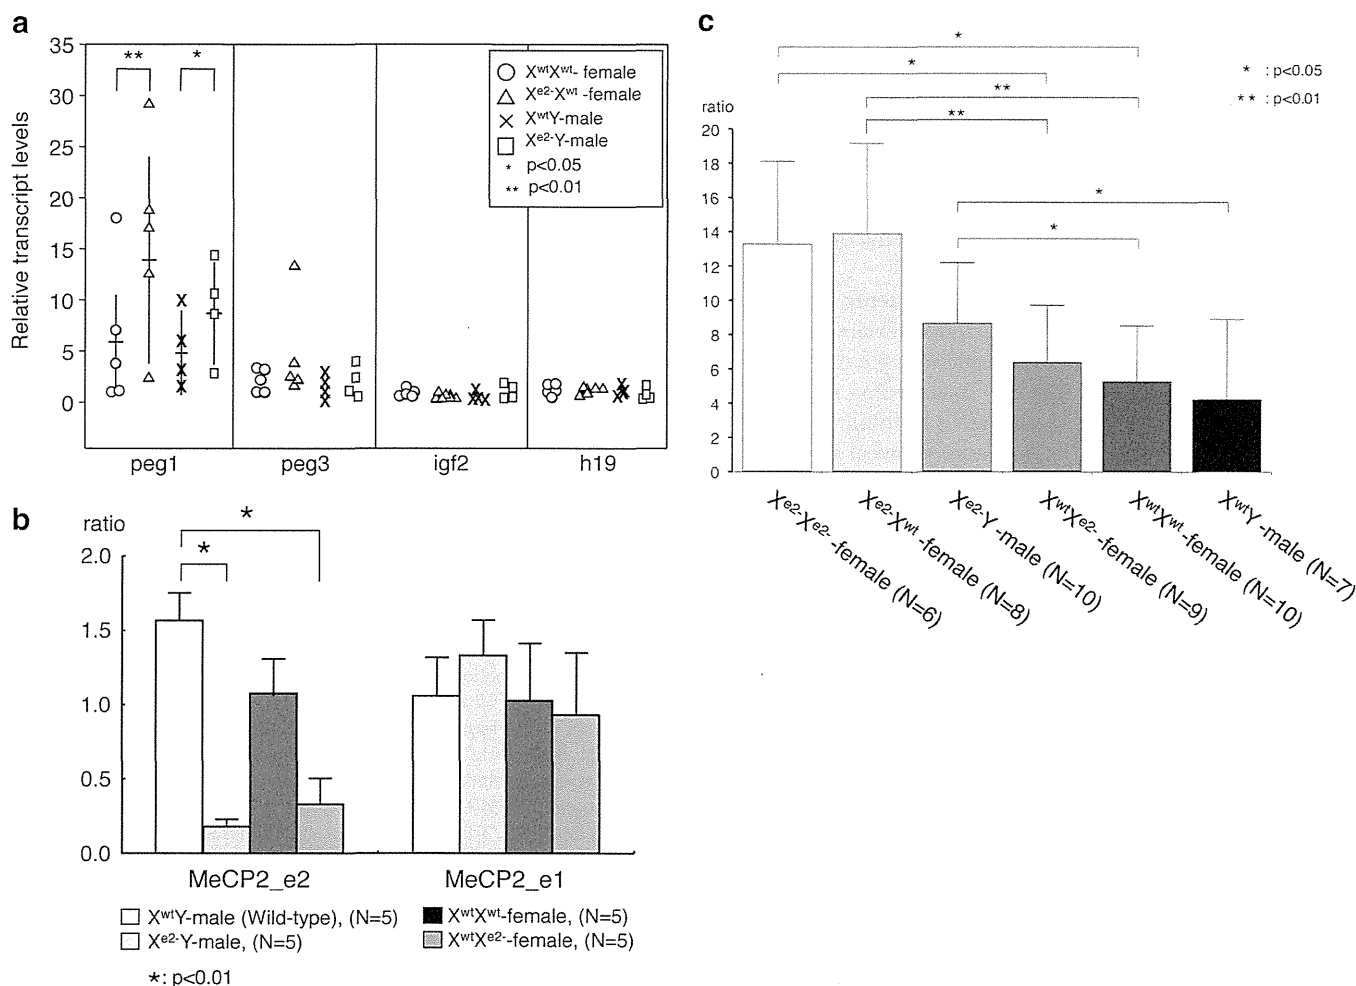 a
35
30
25
20
15
10
5
0
Relative transcript levels
** *
XwtXwt- female
Xe2-Xwt -female
XwtY-male
Xe2-Y-male
* p<0.05
** p<0.01
peg1 peg3 igf2 h19
b
ratio
2.0
1.5
1.0
0.5
0.0
*
*
MeCP2_e2 MeCP2_e1
XwtY-male (Wild-type), (N=5) XwtXwt-female, (N=5)
Xe2-Y-male, (N=5) XwtXe2--female, (N=5)
*: p<0.01
c
*
*
**
**
*
*
* : p<0.05
** : p<0.01
ratio
20
18
16
14
12
10
8
6
4
2
0
Xe2-Xe2--female (N=6)
Xe2-Xwt -female (N=8)
Xe2-Y-male (N=10)
XwtXe2--female (N=9)
XwtXwt-female (N=10)
XwtY-male (N=7)